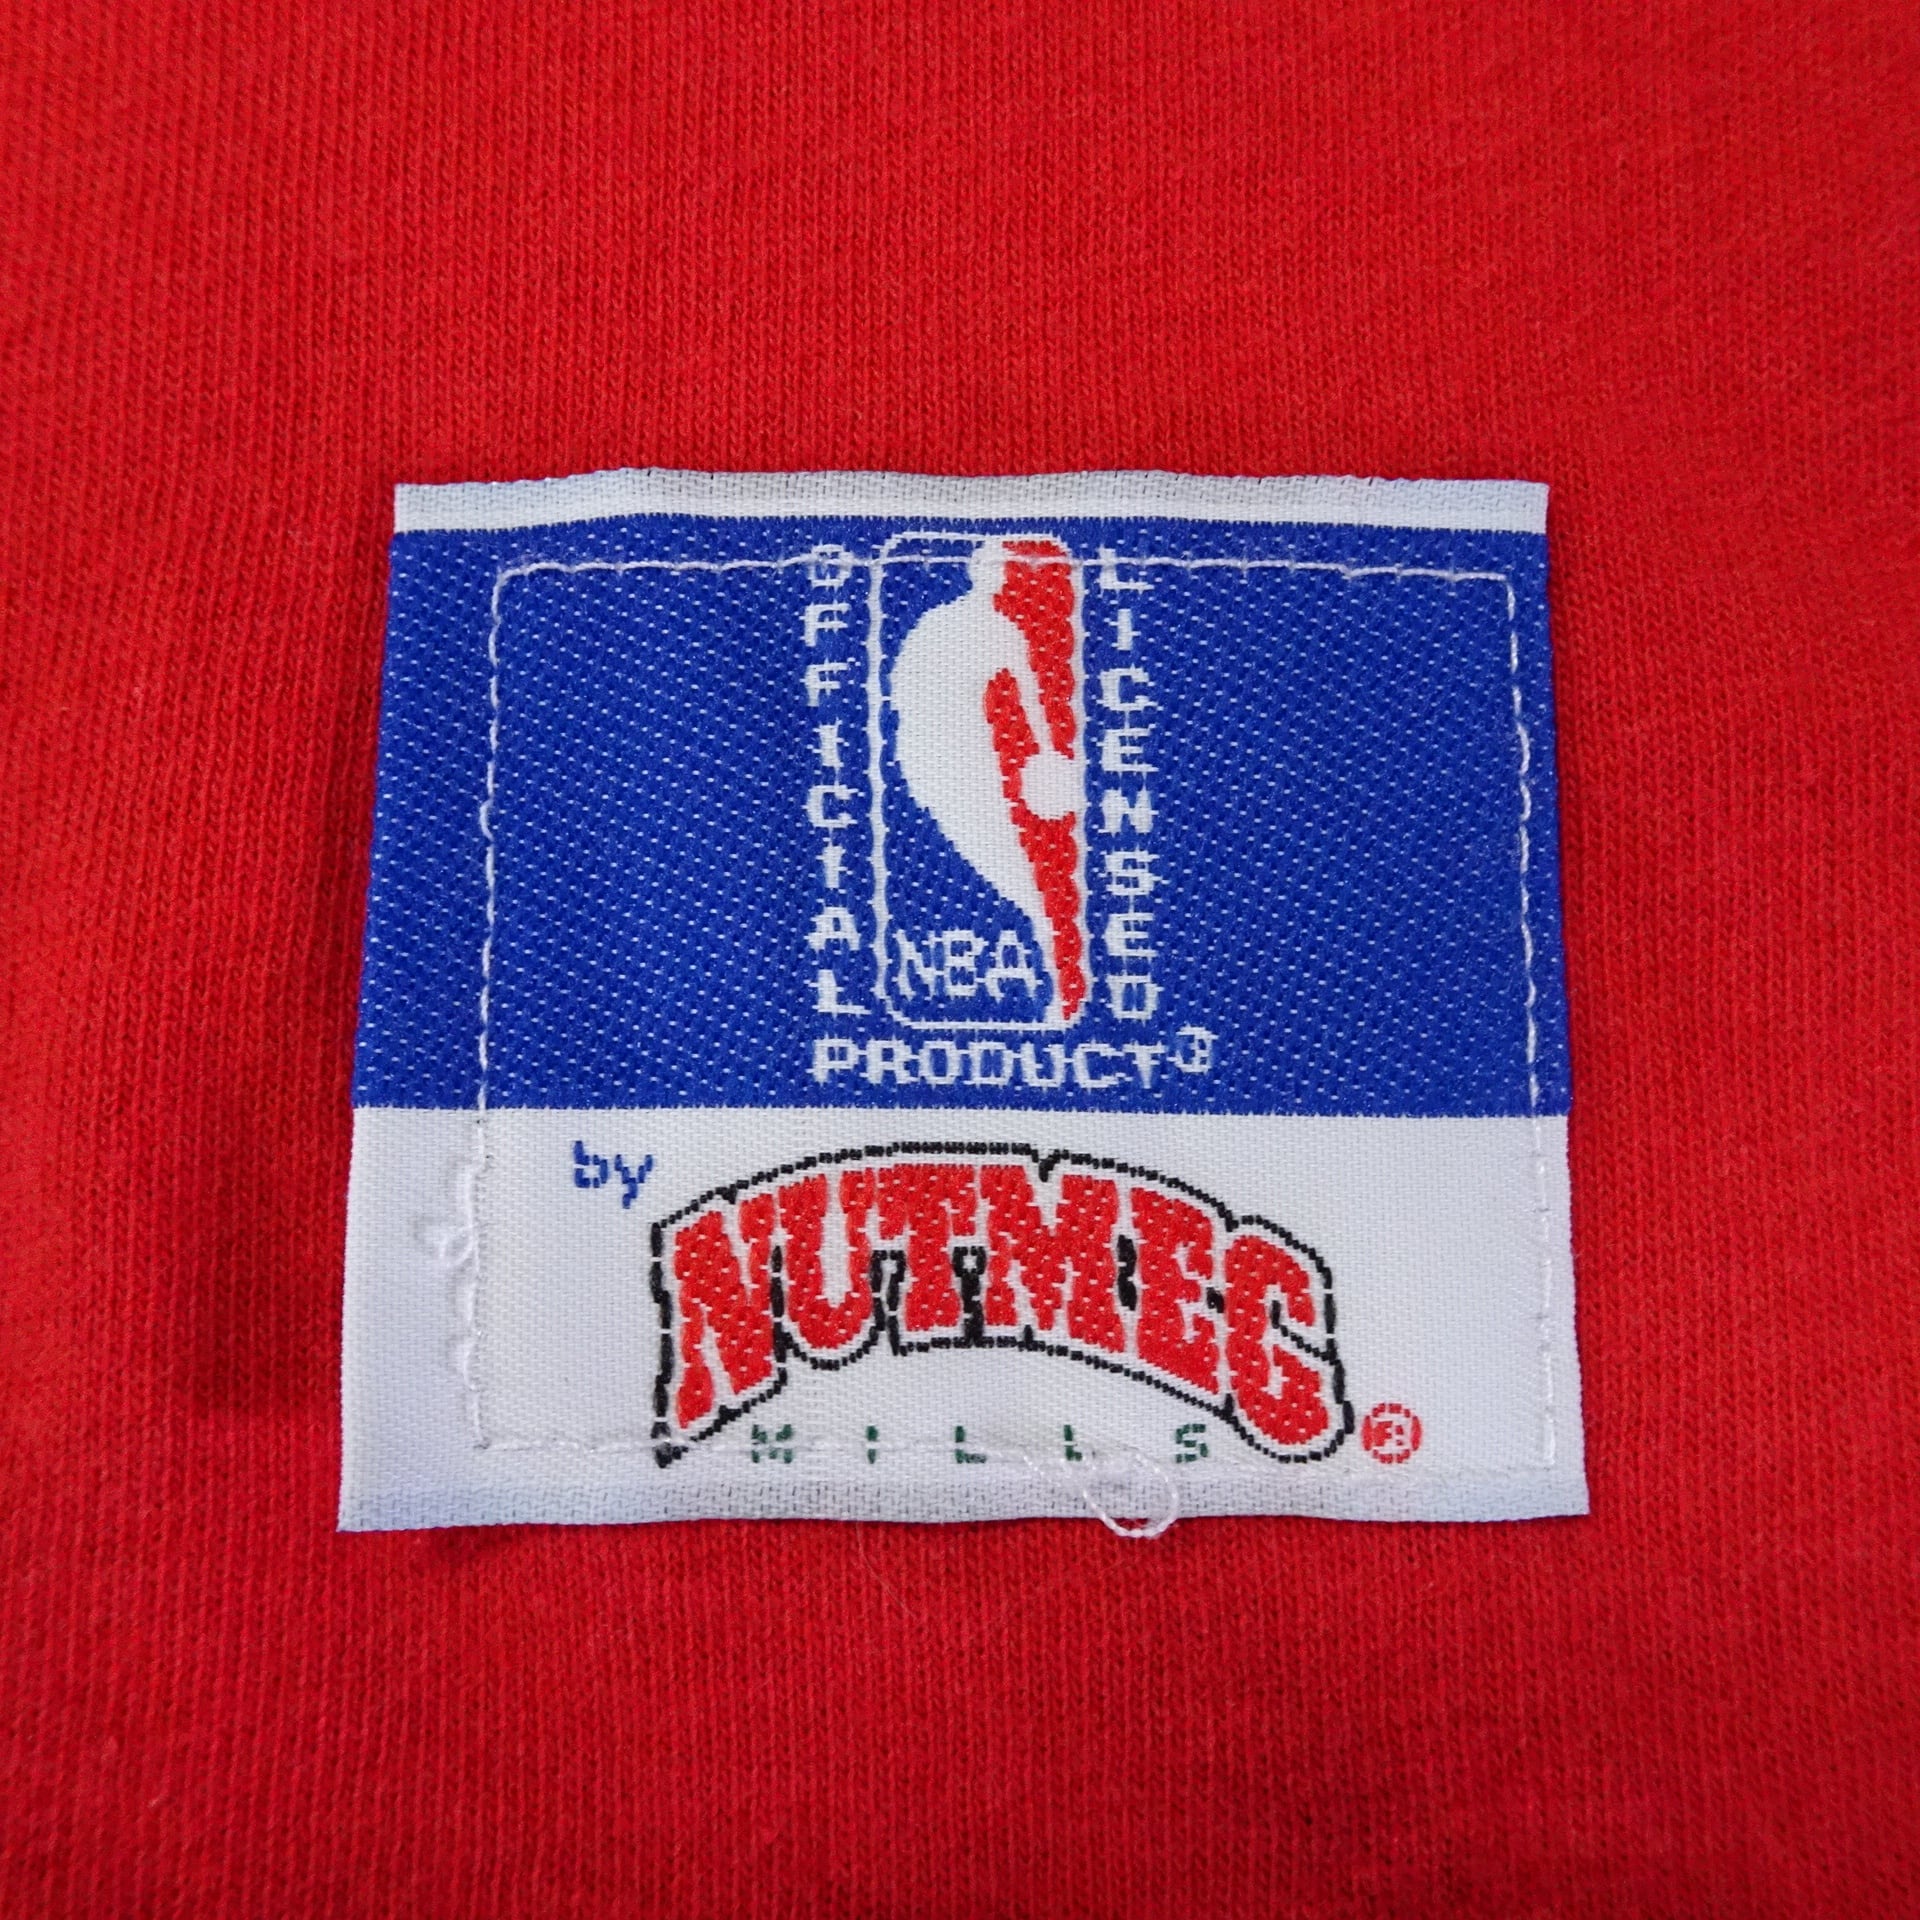 OFFICIAL
NBA
LICENSED
PRODUCT®
by
NUTMEG
MILLS ®